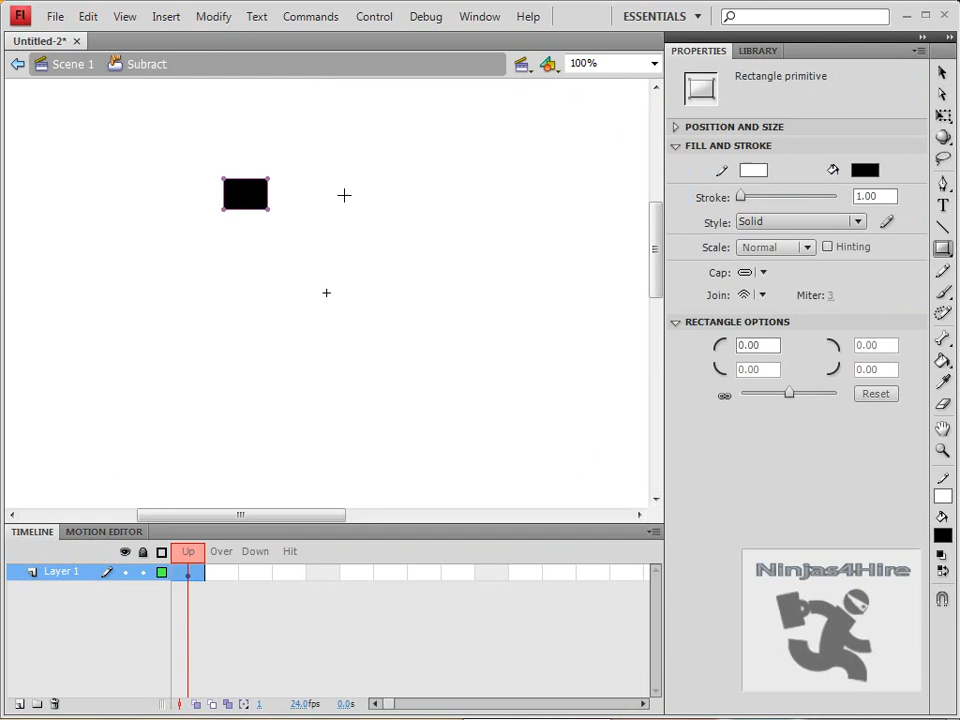 Fl File Edit View Insert Modify Text Commands Control Debug Window Help ESSENTIALS
Untitled-2*
Scene 1 Subract 100%
PROPERTIES LIBRARY
Rectangle primitive
POSITION AND SIZE
FILL AND STROKE
Stroke: 1.00
Style: Solid
Scale: Normal Hinting
Cap:
Join: Miter: 3
RECTANGLE OPTIONS
0.00 0.00
0.00 0.00
Reset
TIMELINE MOTION EDITOR
Up Over Down Hit
Layer 1
1 24.0fps 0.0s
Ninjas4Hire